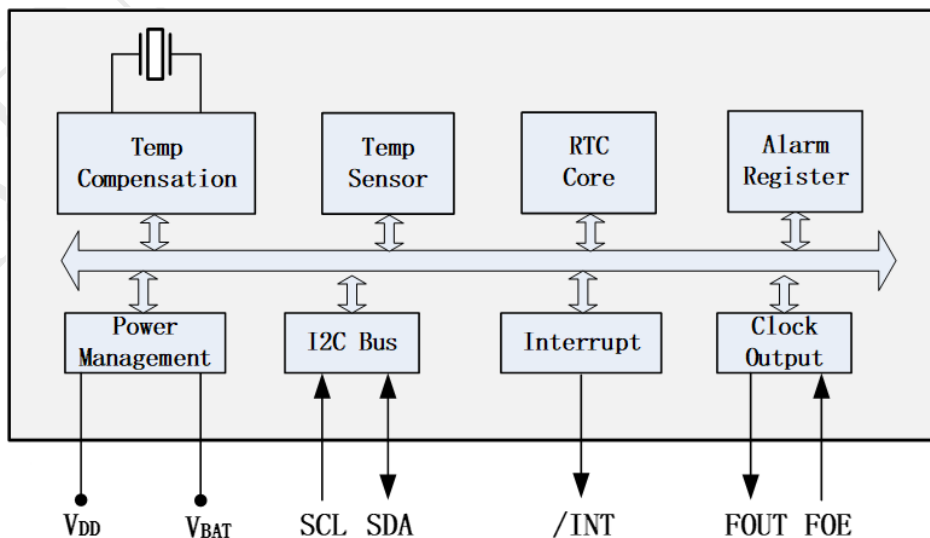 Temp
Compensation
Temp
Sensor
RTC
Core
Alarm
Register
Power
Management
I2C Bus
Interrupt
Clock
Output
VDD
VBAT
SCL
SDA
/INT
FOUT
FOE